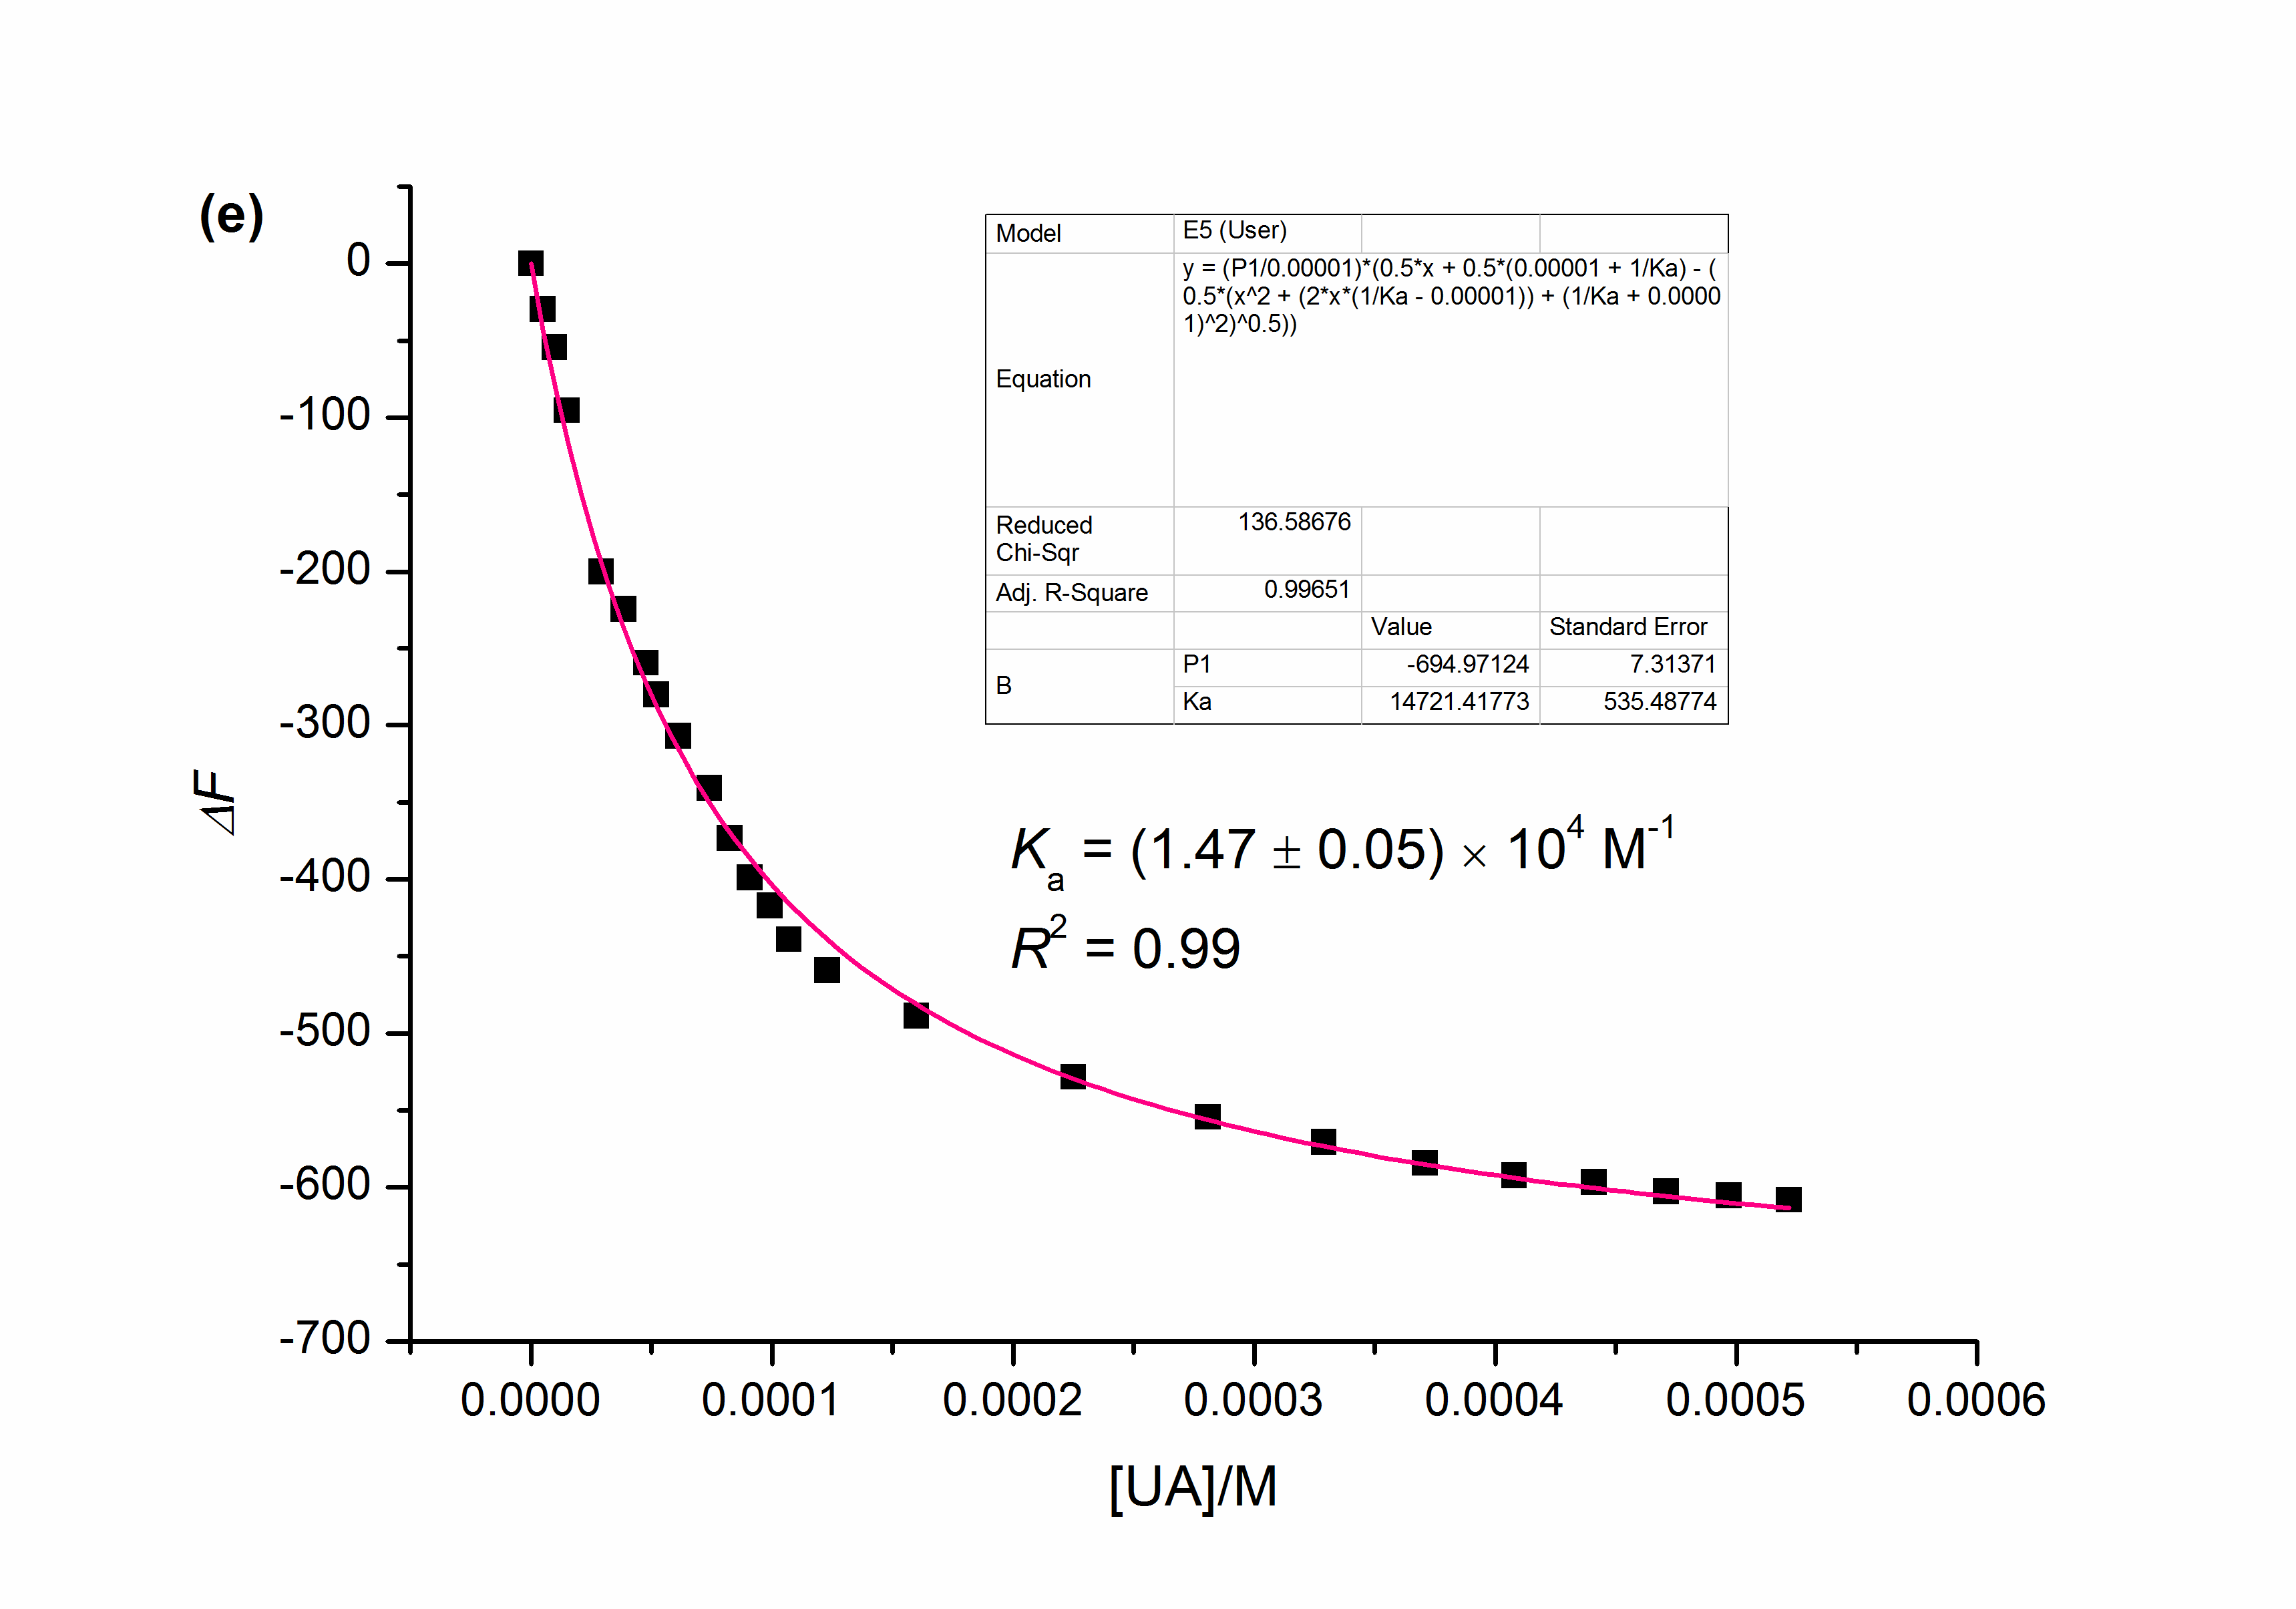 (e)
0
-100
-200
-300
-400
-500
-600
-700
ΔF
0.0000
0.0001
0.0002
0.0003
0.0004
0.0005
0.0006
[UA]/M
Model
E5 (User)
Equation
y = (P1/0.00001)*(0.5*x + 0.5*(0.00001 + 1/Ka) - (
0.5*(x^2 + (2*x*(1/Ka - 0.00001)) + (1/Ka + 0.0000
1)^2)^0.5))
Reduced
Chi-Sqr
136.58676
Adj. R-Square
0.99651
Value
Standard Error
B
P1
-694.97124
7.31371
Ka
14721.41773
535.48774
Kₐ = (1.47 ± 0.05) × 10⁴ M⁻¹
R² = 0.99